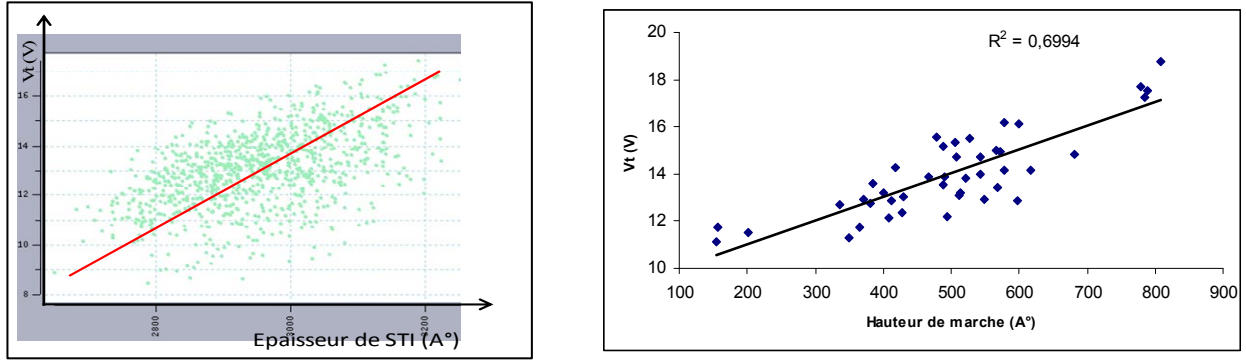 Vt (V)
16
14
12
10
8
2800
3000
3200
Epaisseur de STI (A°)
R² = 0,6994
Vt (V)
20
18
16
14
12
10
100 200 300 400 500 600 700 800 900
Hauteur de marche (A°)